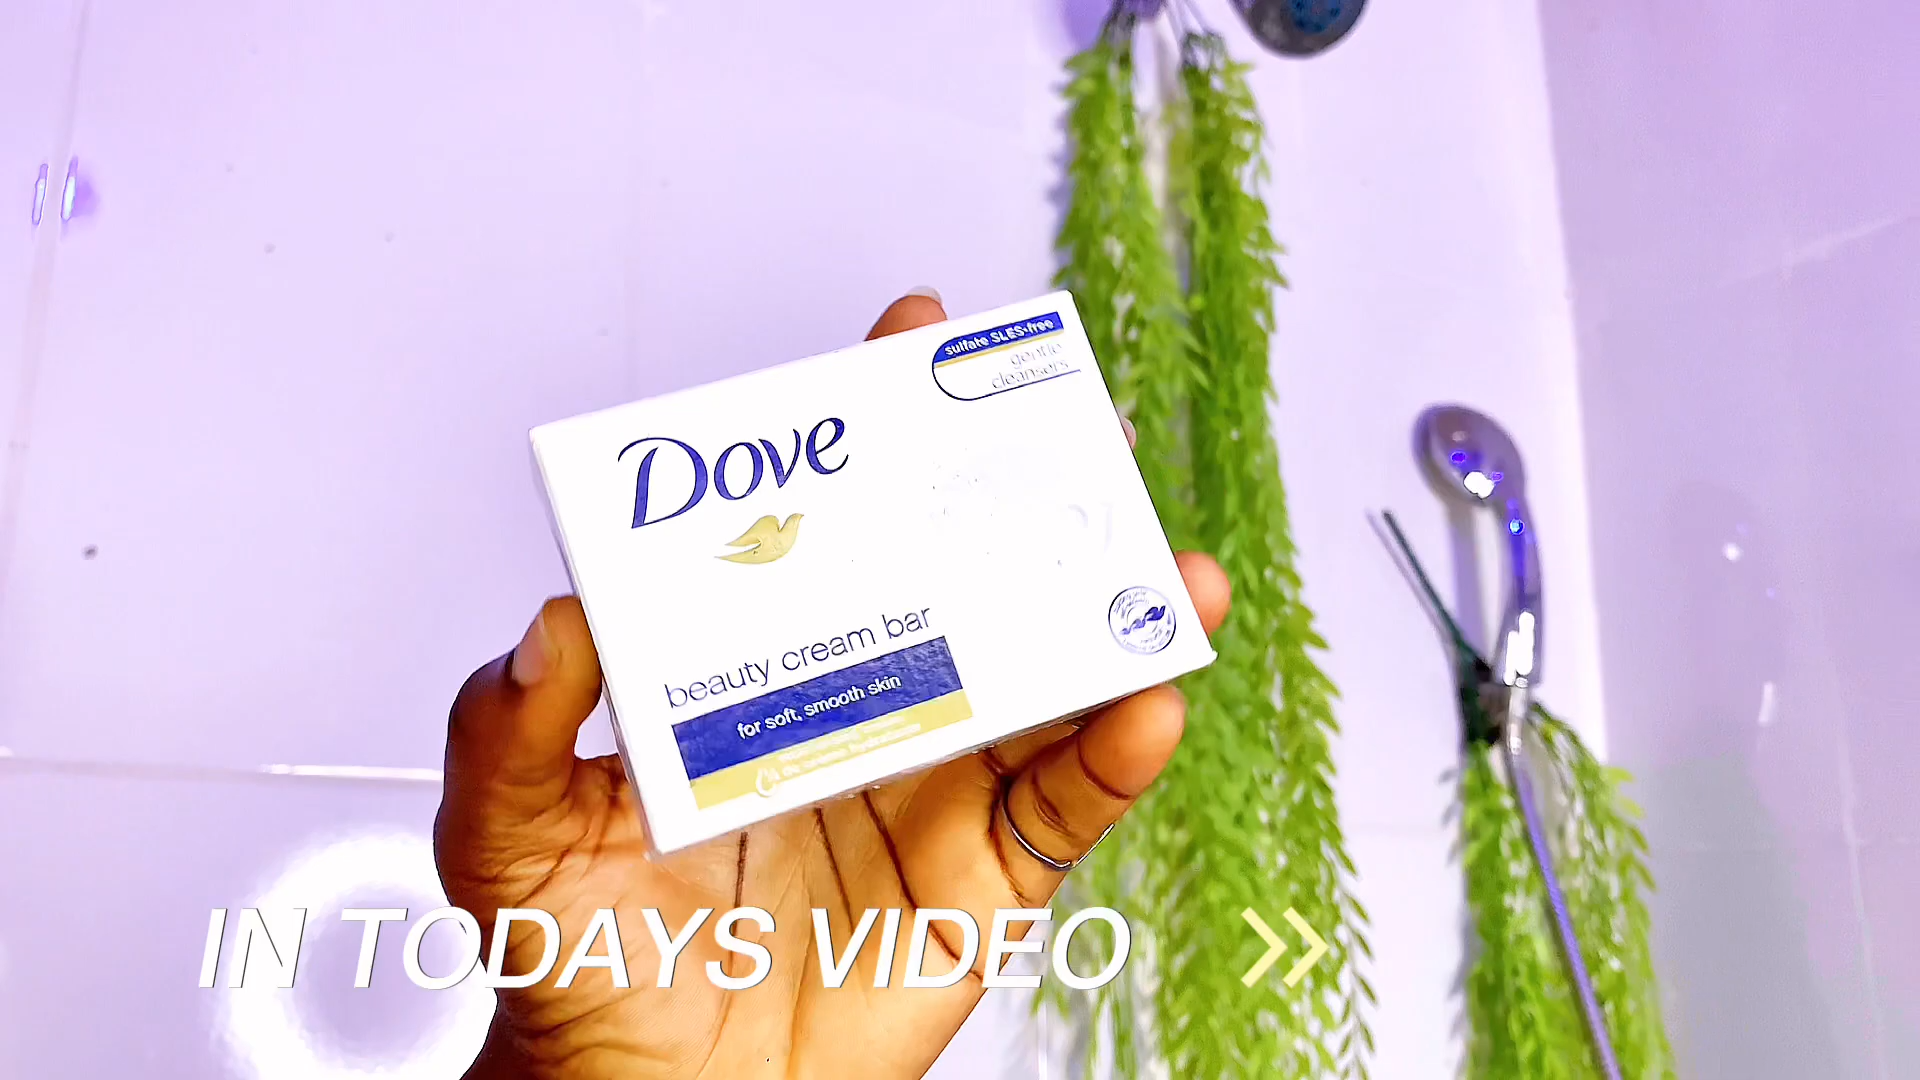 sulfate SLES-free
gentle
cleansers
Dove
beauty cream bar
for soft, smooth skin
IN TODAYS VIDEO